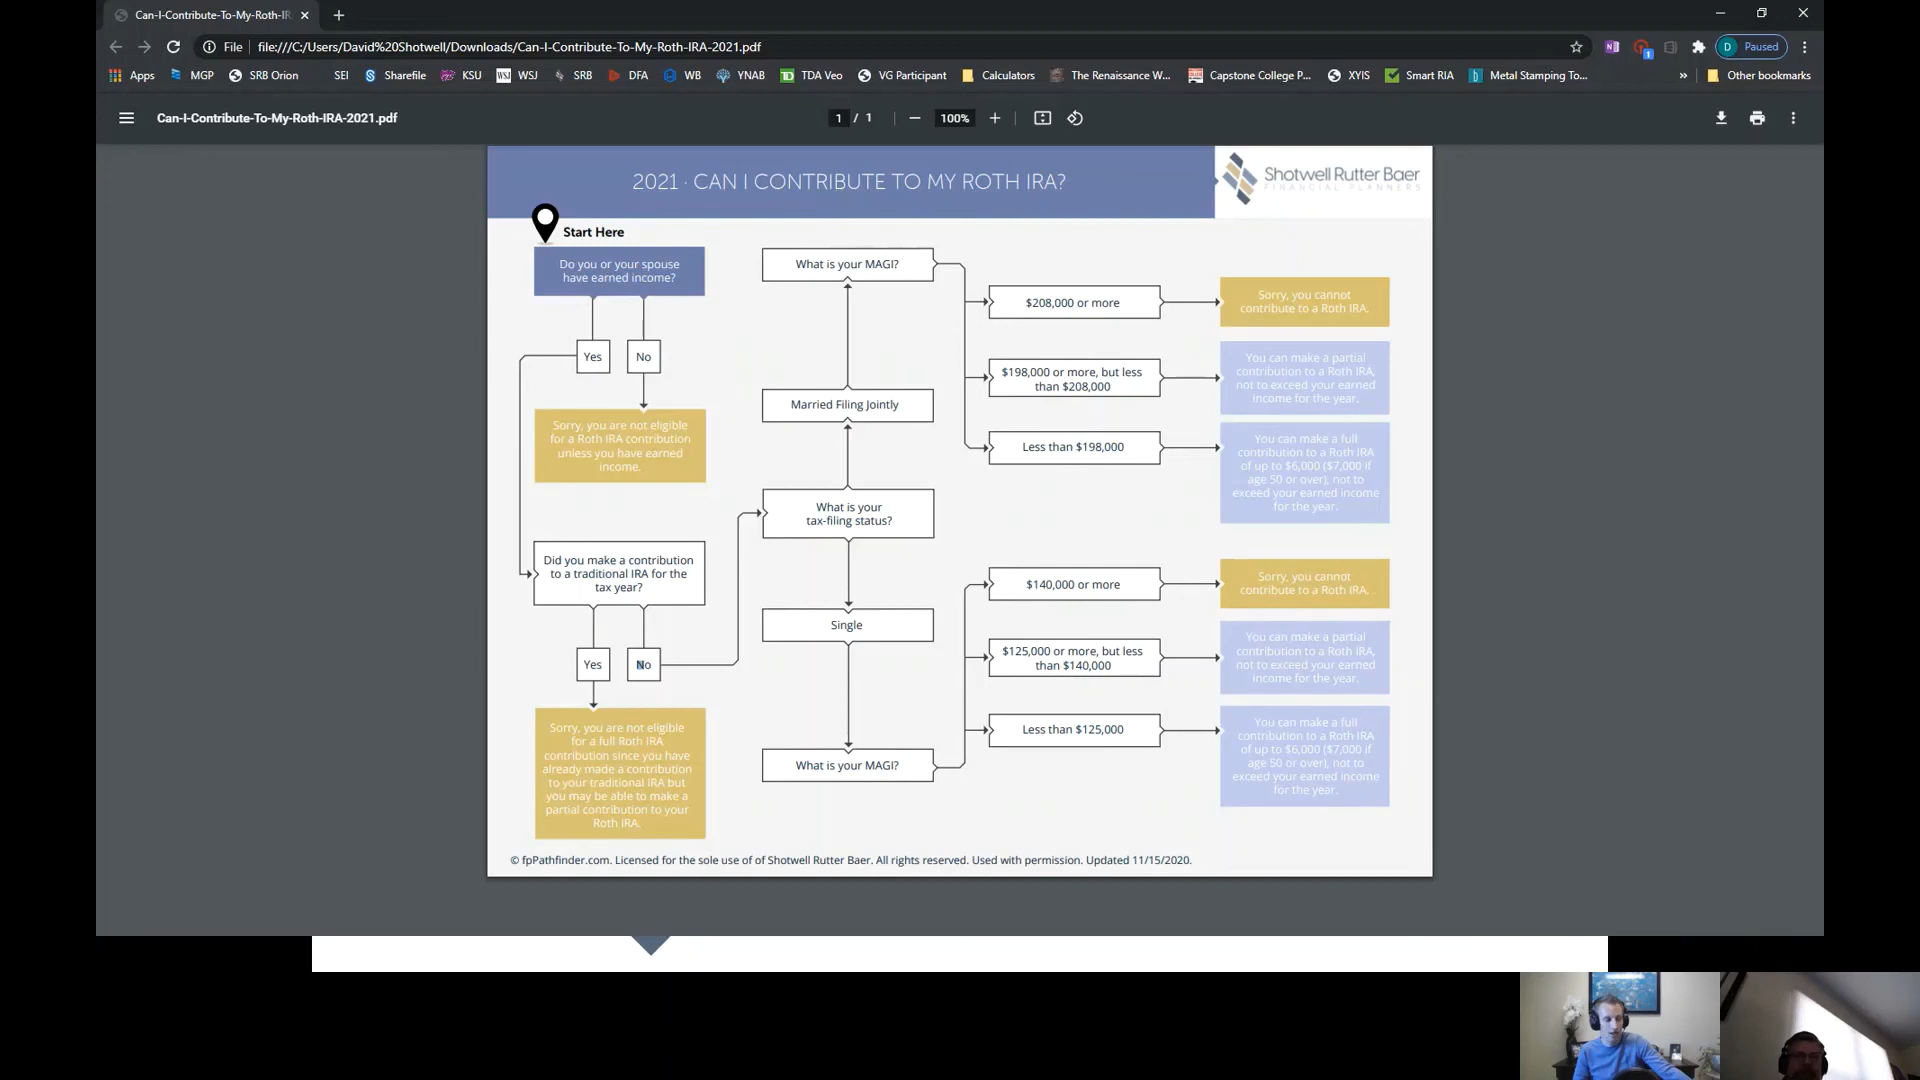 Can-I-Contribute-To-My-Roth-IR
File
file:///C:/Users/David%20Shotwell/Downloads/Can-I-Contribute-To-My-Roth-IRA-2021.pdf
1
D Paused
Apps MGP SRB Orion SEI Sharefile KSU WSJ WSJ SRB DFA WB YNAB TD TDA Veo VG Participant Calculators The Renaissance W... Capstone College P... XYIS Smart RIA b Metal Stamping To... » Other bookmarks
Can-I-Contribute-To-My-Roth-IRA-2021.pdf
1 / 1
100%
2021 · CAN I CONTRIBUTE TO MY ROTH IRA?
Shotwell Rutter Baer
FINANCIAL PLANNERS
Start Here
Do you or your spouse
have earned income?
Yes
No
Sorry, you are not eligible
for a Roth IRA contribution
unless you have earned
income.
Did you make a contribution
to a traditional IRA for the
tax year?
Yes
No
Sorry, you are not eligible
for a full Roth IRA
contribution since you have
already made a contribution
to your traditional IRA but
you may be able to make a
partial contribution to your
Roth IRA.
What is your MAGI?
Married Filing Jointly
What is your
tax-filing status?
Single
What is your MAGI?
$208,000 or more
Sorry, you cannot
contribute to a Roth IRA.
$198,000 or more, but less
than $208,000
You can make a partial
contribution to a Roth IRA,
not to exceed your earned
income for the year.
Less than $198,000
You can make a full
contribution to a Roth IRA
of up to $6,000 ($7,000 if
age 50 or over), not to
exceed your earned income
for the year.
$140,000 or more
Sorry, you cannot
contribute to a Roth IRA.
$125,000 or more, but less
than $140,000
You can make a partial
contribution to a Roth IRA,
not to exceed your earned
income for the year.
Less than $125,000
You can make a full
contribution to a Roth IRA
of up to $6,000 ($7,000 if
age 50 or over), not to
exceed your earned income
for the year.
© fpPathfinder.com. Licensed for the sole use of of Shotwell Rutter Baer. All rights reserved. Used with permission. Updated 11/15/2020.